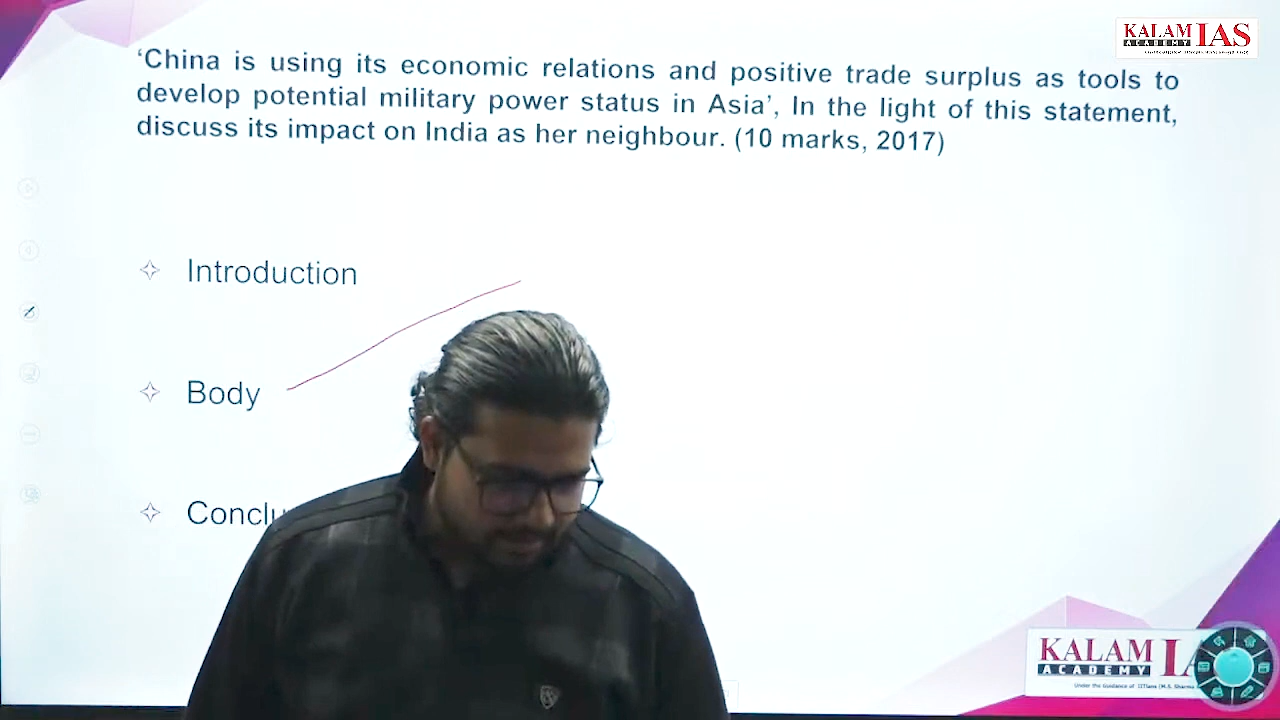 KALAM IAS
ACADEMY
‘China is using its economic relations and positive trade surplus as tools to
develop potential military power status in Asia’, In the light of this statement,
discuss its impact on India as her neighbour. (10 marks, 2017)
Introduction
Body
Conclu
KALAM IA
ACADEMY
Under the Guidance of IITians (M.S. Sharma